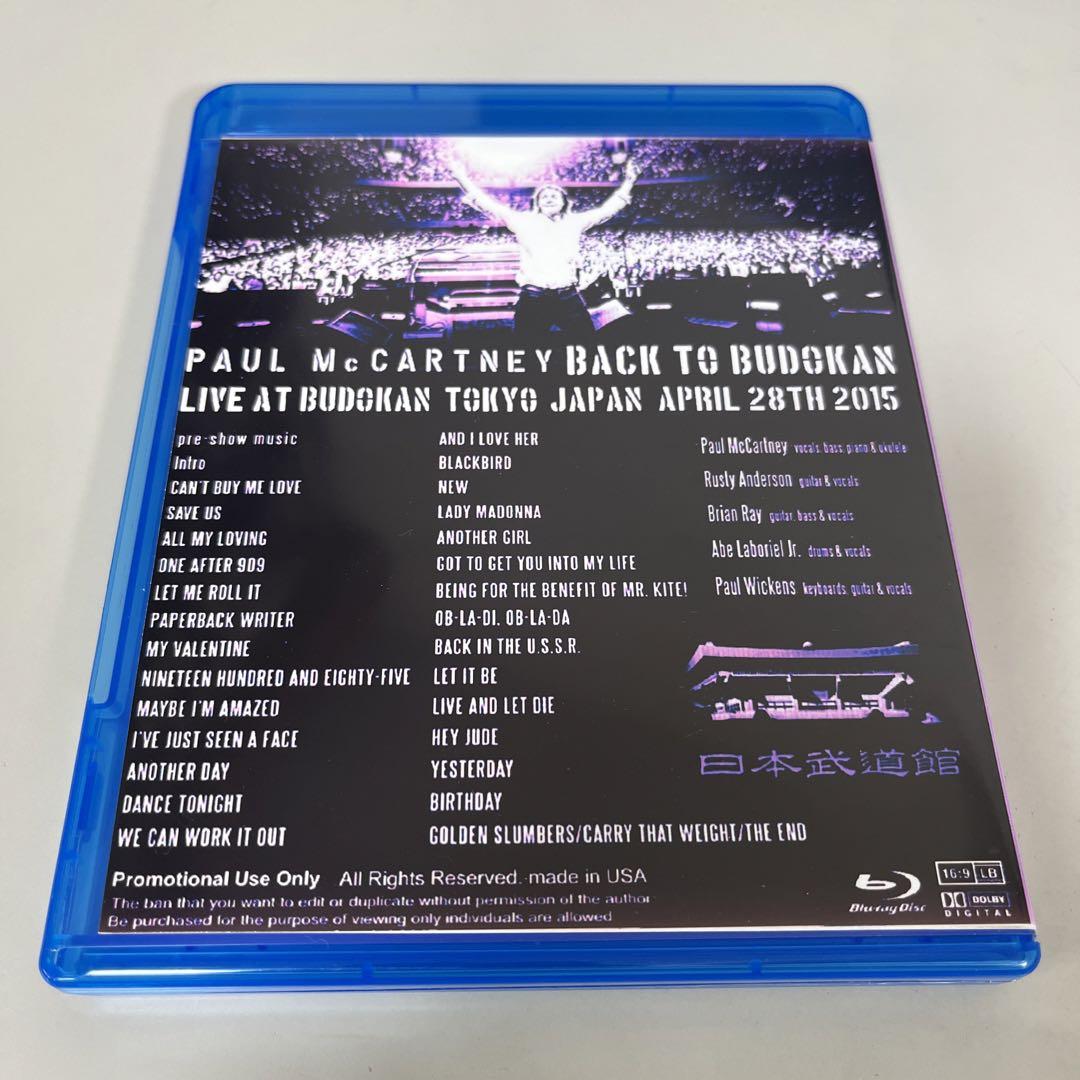 PAUL McCARTNEY BACK TO BUDOKAN
LIVE AT BUDOKAN TOKYO JAPAN APRIL 28TH 2015
pre-show music
Intro
CAN'T BUY ME LOVE
SAVE US
ALL MY LOVING
ONE AFTER 909
LET ME ROLL IT
PAPERBACK WRITER
MY VALENTINE
NINETEEN HUNDRED AND EIGHTY-FIVE
MAYBE I'M AMAZED
I'VE JUST SEEN A FACE
ANOTHER DAY
DANCE TONIGHT
WE CAN WORK IT OUT
AND I LOVE HER
BLACKBIRD
NEW
LADY MADONNA
ANOTHER GIRL
GOT TO GET YOU INTO MY LIFE
BEING FOR THE BENEFIT OF MR. KITE!
OB-LA-DI, OB-LA-DA
BACK IN THE U.S.S.R.
LET IT BE
LIVE AND LET DIE
HEY JUDE
YESTERDAY
BIRTHDAY
GOLDEN SLUMBERS/CARRY THAT WEIGHT/THE END
Paul McCartney vocals, bass, piano & ukulele
Rusty Anderson guitar & vocals
Brian Ray guitar, bass & vocals
Abe Laboriel Jr. drums & vocals
Paul Wickens keyboards, guitar & vocals
日本武道館
Promotional Use Only All Rights Reserved. made in USA
The ban that you want to edit or duplicate without permission of the author
Be purchased for the purpose of viewing only individuals are allowed
Blu-ray Disc
16:9 LB
DOLBY
DIGITAL